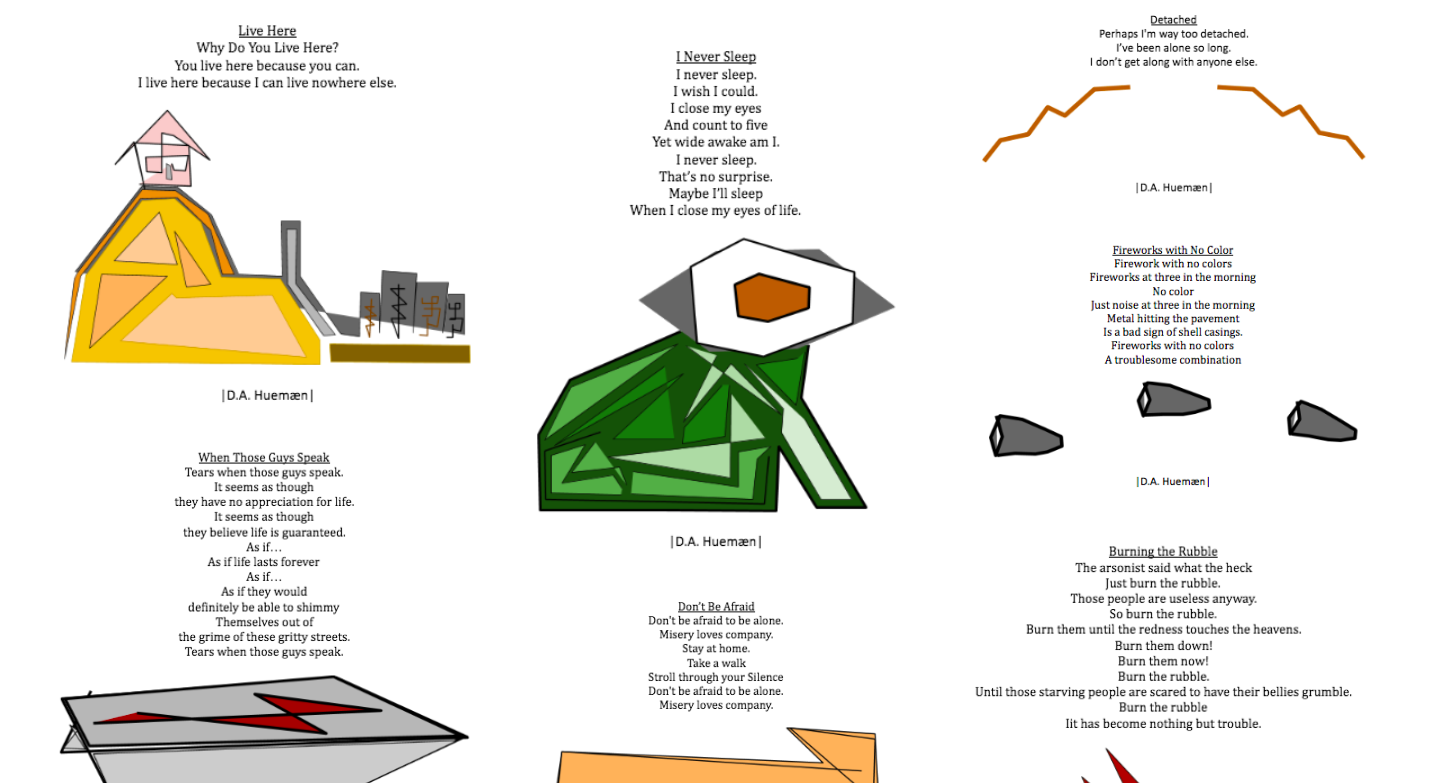 Live Here
Why Do You Live Here?
You live here because you can.
I live here because I can live nowhere else.
|D.A. Huemæn|
When Those Guys Speak
Tears when those guys speak.
It seems as though
they have no appreciation for life.
It seems as though
they believe life is guaranteed.
As if…
As if life lasts forever
As if…
As if they would
definitely be able to shimmy
Themselves out of
the grime of these gritty streets.
Tears when those guys speak.
I Never Sleep
I never sleep.
I wish I could.
I close my eyes
And count to five
Yet wide awake am I.
I never sleep.
That's no surprise.
Maybe I'll sleep
When I close my eyes of life.
|D.A. Huemæn|
Don't Be Afraid
Don't be afraid to be alone.
Misery loves company.
Stay at home.
Take a walk
Stroll through your Silence
Don't be afraid to be alone.
Misery loves company.
Detached
Perhaps I'm way too detached.
I've been alone so long.
I don't get along with anyone else.
|D.A. Huemæn|
Fireworks with No Color
Firework with no colors
Fireworks at three in the morning
No color
Just noise at three in the morning
Metal hitting the pavement
Is a bad sign of shell casings.
Fireworks with no colors
A troublesome combination
|D.A. Huemæn|
Burning the Rubble
The arsonist said what the heck
Just burn the rubble.
Those people are useless anyway.
So burn the rubble.
Burn them until the redness touches the heavens.
Burn them down!
Burn them now!
Burn the rubble.
Until those starving people are scared to have their bellies grumble.
Burn the rubble
Iit has become nothing but trouble.